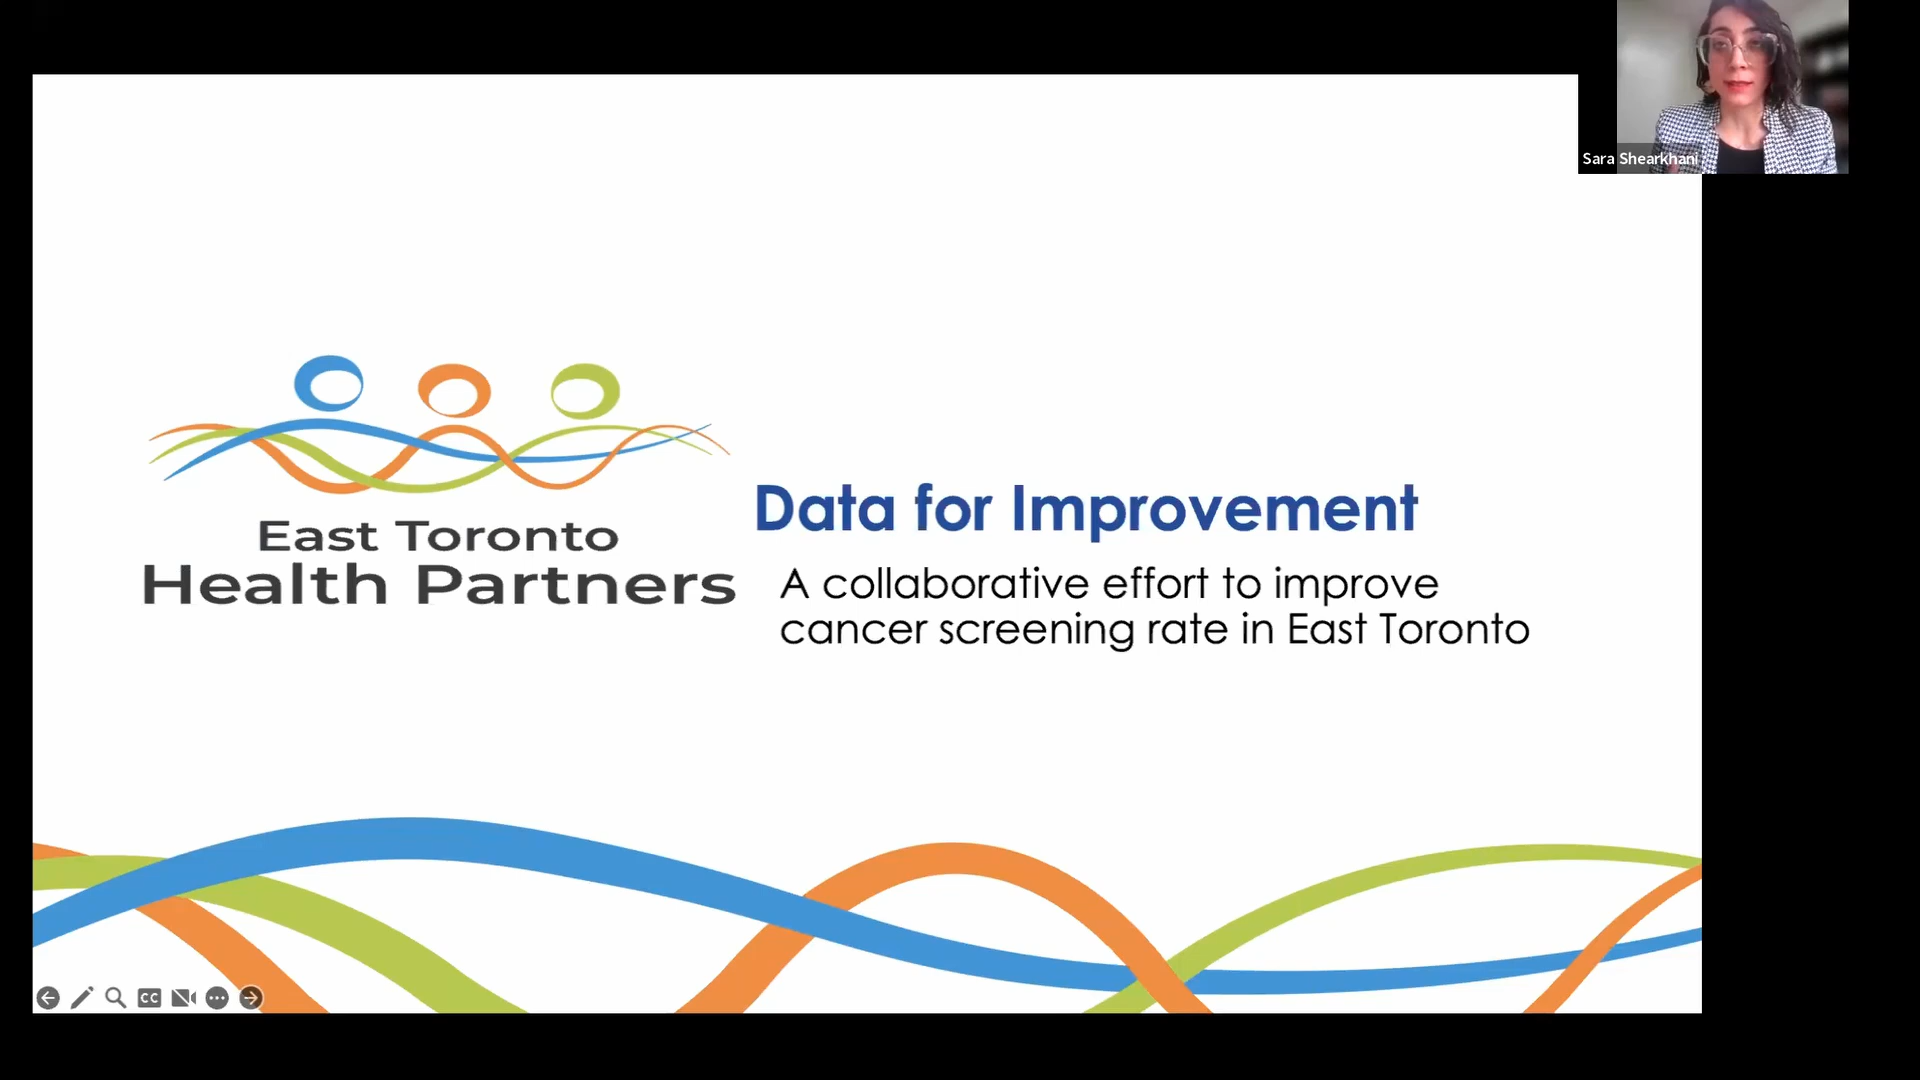 Sara Shearkhani
East Toronto
Health Partners
Data for Improvement
A collaborative effort to improve
cancer screening rate in East Toronto
CC